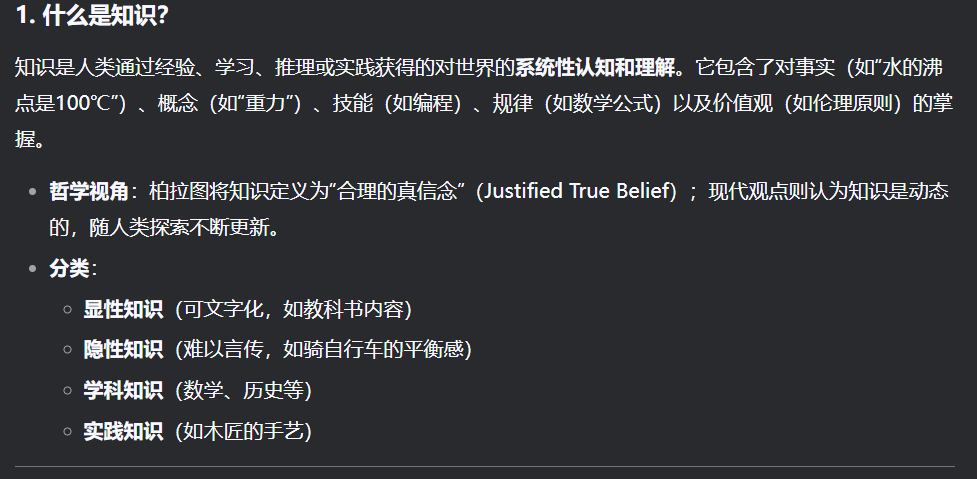 1. 什么是知识？
知识是人类通过经验、学习、推理或实践获得的对世界的系统性认知和理解。它包含了对事实（如“水的沸
点是100℃”）、概念（如“重力”）、技能（如编程）、规律（如数学公式）以及价值观（如伦理原则）的掌
握。
哲学视角：柏拉图将知识定义为“合理的真信念”（Justified True Belief）；现代观点则认为知识是动态
的，随人类探索不断更新。
分类：
显性知识（可文字化，如教科书内容）
隐性知识（难以言传，如骑自行车的平衡感）
学科知识（数学、历史等）
实践知识（如木匠的手艺）